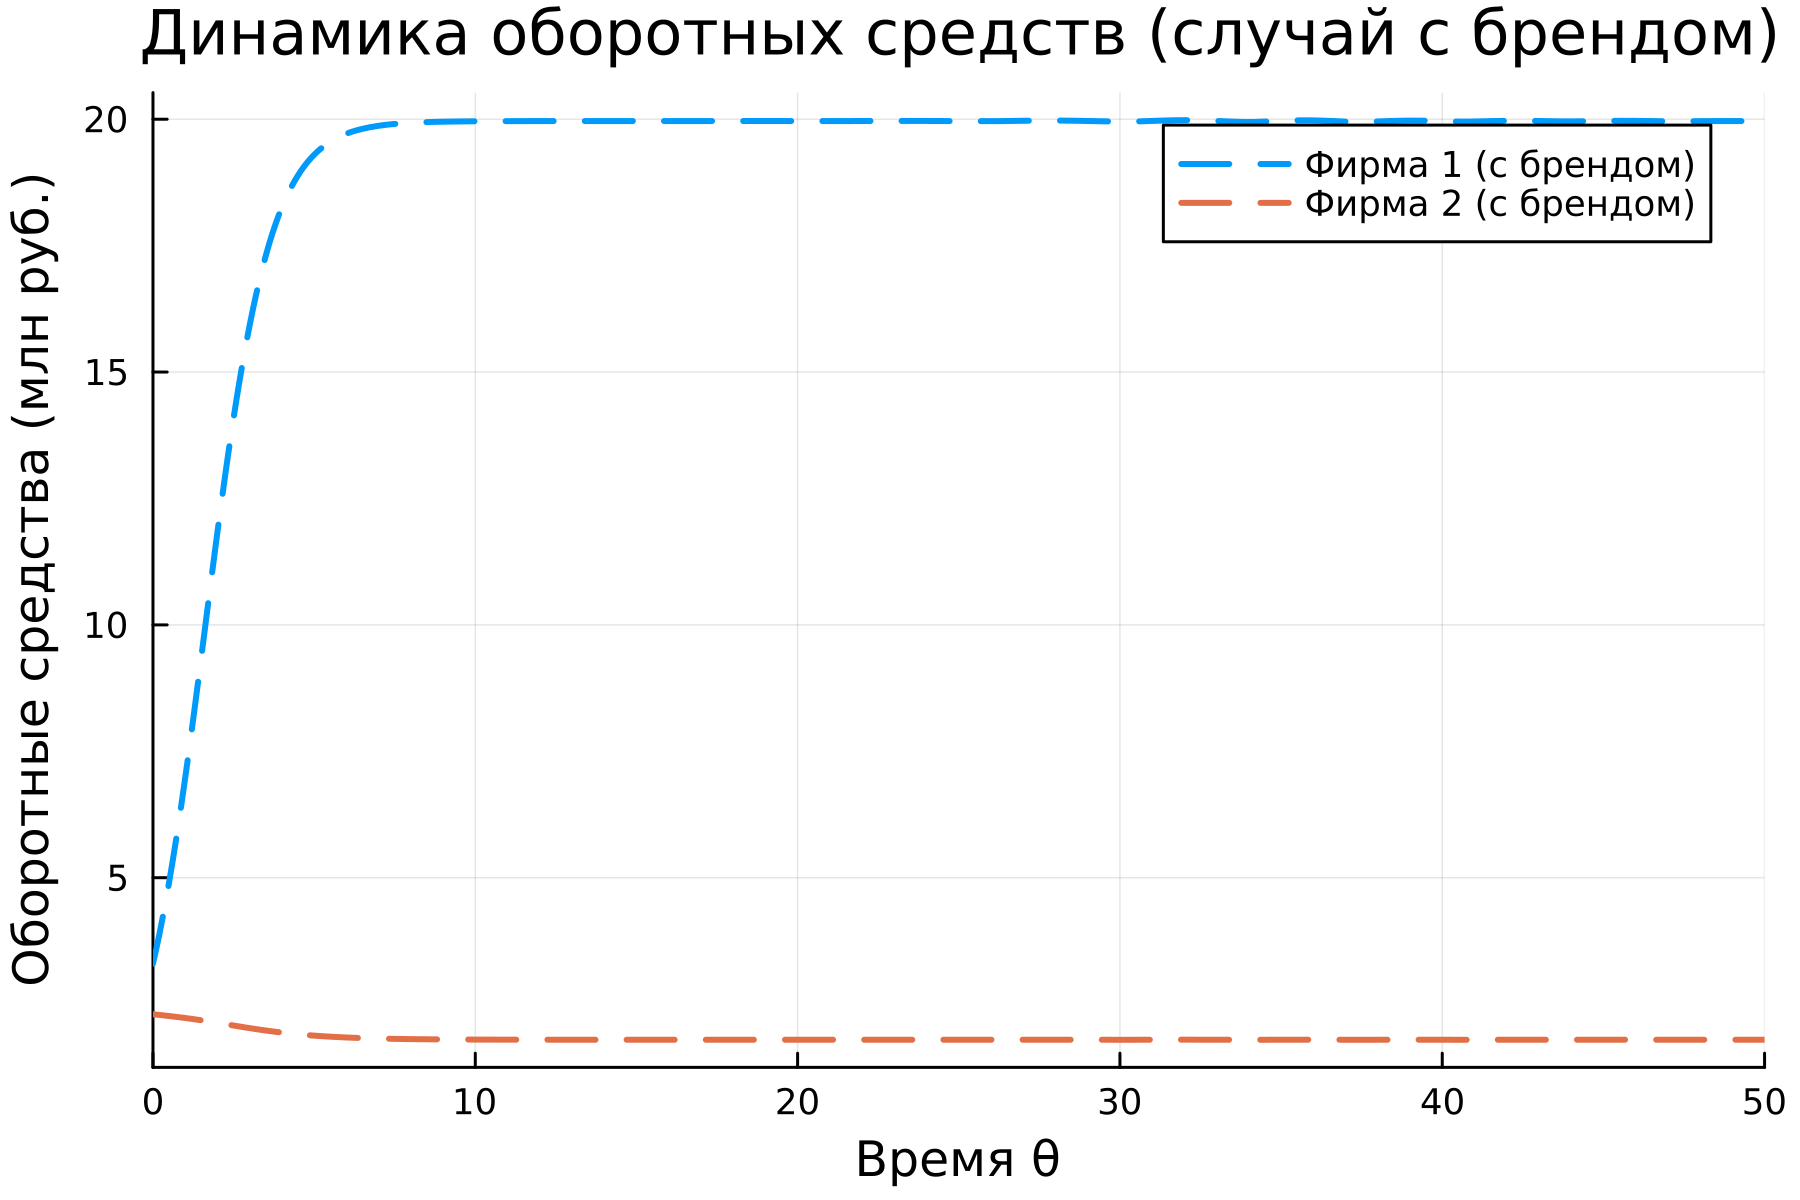 Динамика оборотных средств (случай с брендом)
Оборотные средства (млн руб.)
20
15
10
5
Фирма 1 (с брендом)
Фирма 2 (с брендом)
0
10
20
30
40
50
Время θ